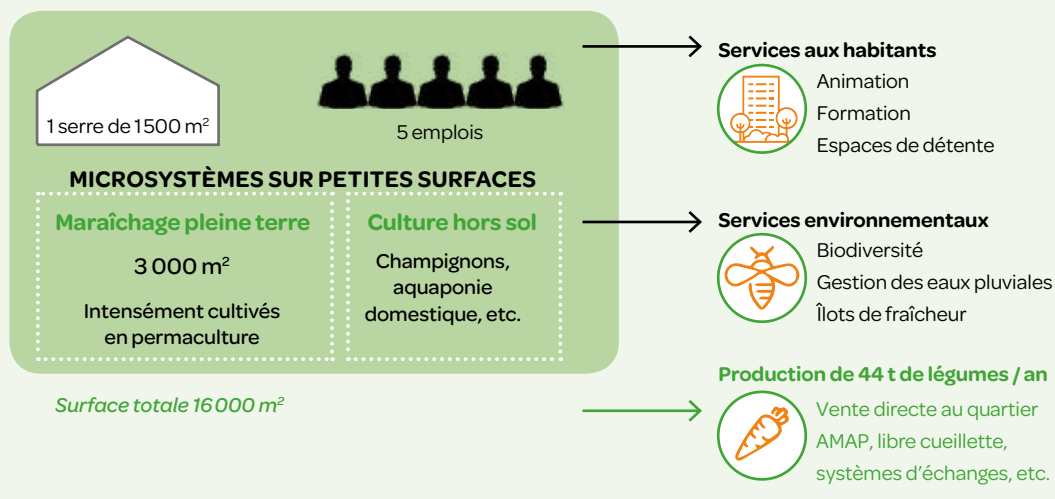 1 serre de 1500 m²
5 emplois
MICROSYSTÈMES SUR PETITES SURFACES
Maraîchage pleine terre
3 000 m²
Intensément cultivés
en permaculture
Culture hors sol
Champignons,
aquaponie
domestique, etc.
Surface totale 16 000 m²
Services aux habitants
Animation
Formation
Espaces de détente
Services environnementaux
Biodiversité
Gestion des eaux pluviales
Îlots de fraîcheur
Production de 44 t de légumes / an
Vente directe au quartier
AMAP, libre cueillette,
systèmes d’échanges, etc.